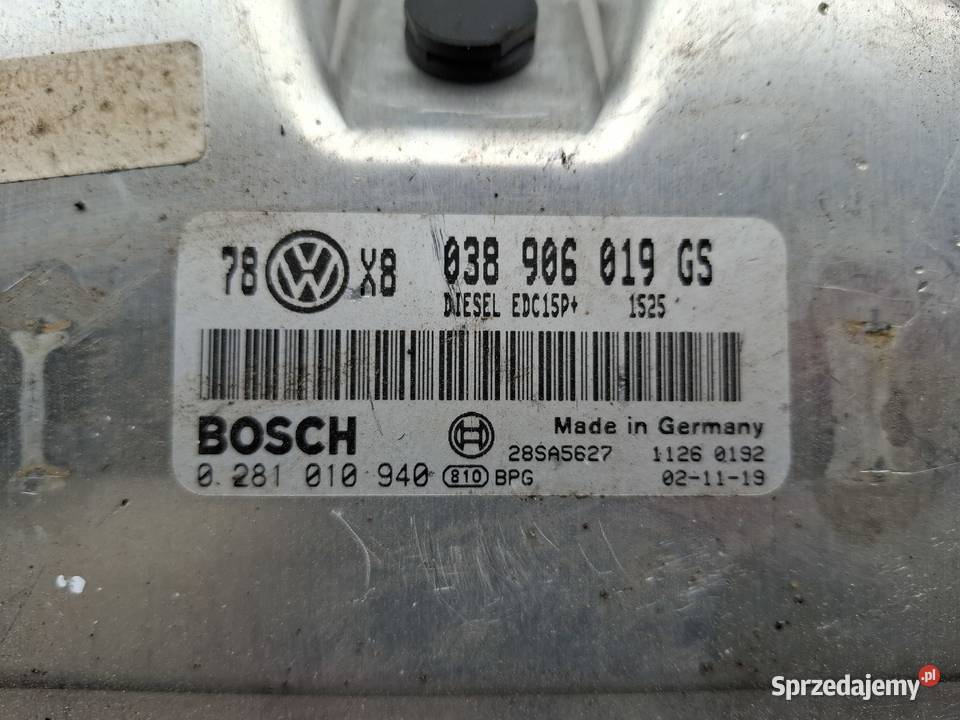 78 VW X8 038 906 019 GS
DIESEL EDC15P+ 1525
BOSCH
Made in Germany
28SA5627 1126 0192
0 281 010 940 810 BPG 02-11-19
Sprzedajemy.pl